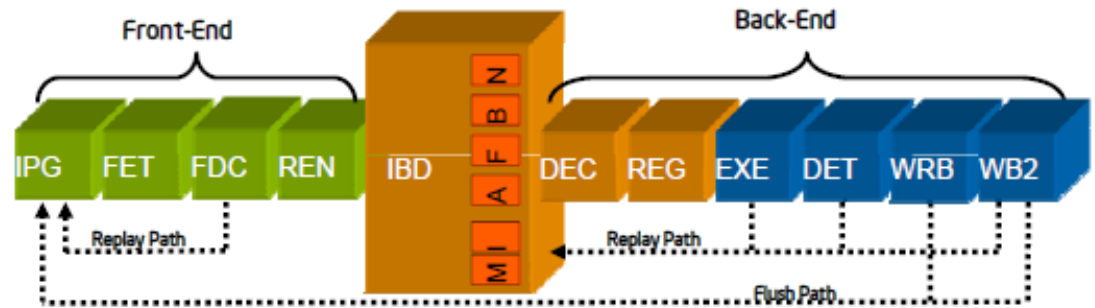 Front-End
Back-End
IPG FET FDC REN IBD N B F A I M DEC REG EXE DET WRB WB2
Replay Path
Replay Path
Flush Path